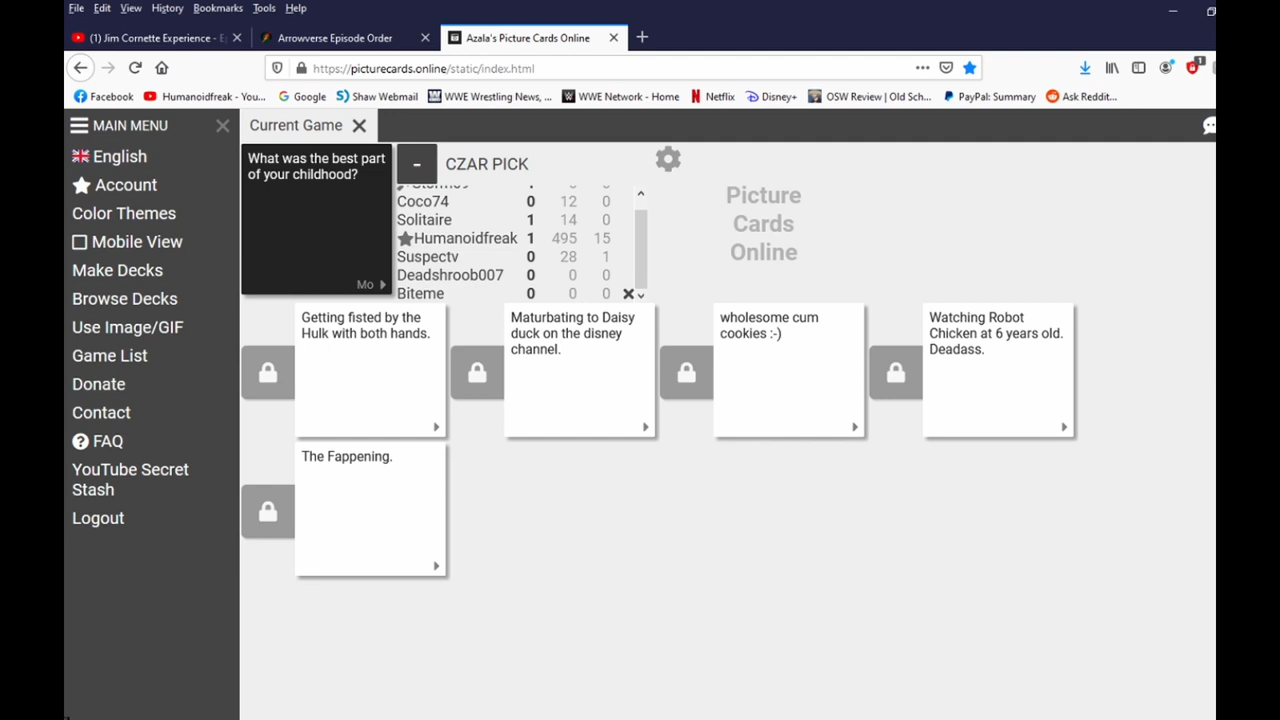 File Edit View History Bookmarks Tools Help
(1) Jim Cornette Experience - Ep
Arrowverse Episode Order
Azala's Picture Cards Online
https://picturecards.online/static/index.html
1
Facebook
Humanoidfreak - You...
Google
Shaw Webmail
WWE Wrestling News, ...
WWE Network - Home
Netflix
Disney+
OSW Review | Old Sch...
PayPal: Summary
Ask Reddit...
MAIN MENU
English
Account
Color Themes
Mobile View
Make Decks
Browse Decks
Use Image/GIF
Game List
Donate
Contact
FAQ
YouTube Secret
Stash
Logout
Current Game
What was the best part
of your childhood?
Mo
-
CZAR PICK
Coco74 0 12 0
Solitaire 1 14 0
Humanoidfreak 1 495 15
Suspectv 0 28 1
Deadshroob007 0 0 0
Biteme 0 0 0
Picture
Cards
Online
Getting fisted by the
Hulk with both hands.
Maturbating to Daisy
duck on the disney
channel.
wholesome cum
cookies :-)
Watching Robot
Chicken at 6 years old.
Deadass.
The Fappening.